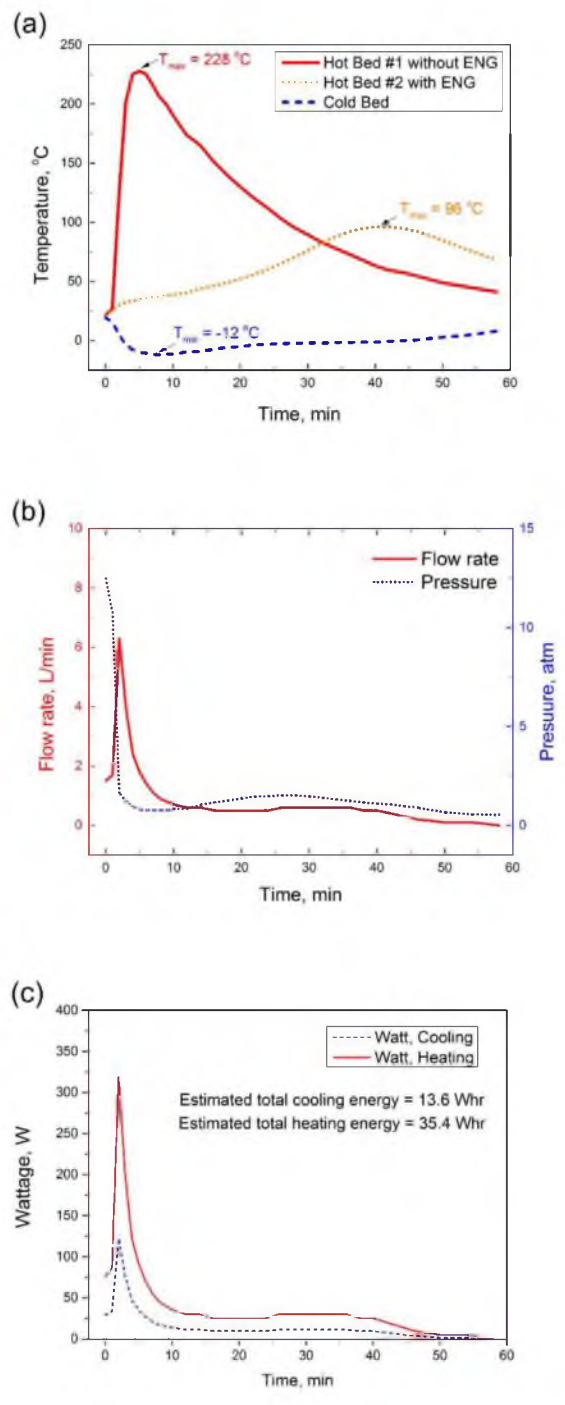 (a)
T_max = 228 °C
Hot Bed #1 without ENG
Hot Bed #2 with ENG
Cold Bed
T_max = 96 °C
T_min = -12 °C
250
200
150
100
50
0
Temperature, °C
0 10 20 30 40 50 60
Time, min
(b)
Flow rate
Pressure
10
8
6
4
2
0
Flow rate, L/min
15
10
5
0
Presuure, atm
0 10 20 30 40 50 60
Time, min
(c)
Watt, Cooling
Watt, Heating
Estimated total cooling energy = 13.6 Whr
Estimated total heating energy = 35.4 Whr
400
350
300
250
200
150
100
50
0
Wattage, W
0 10 20 30 40 50 60
Time, min